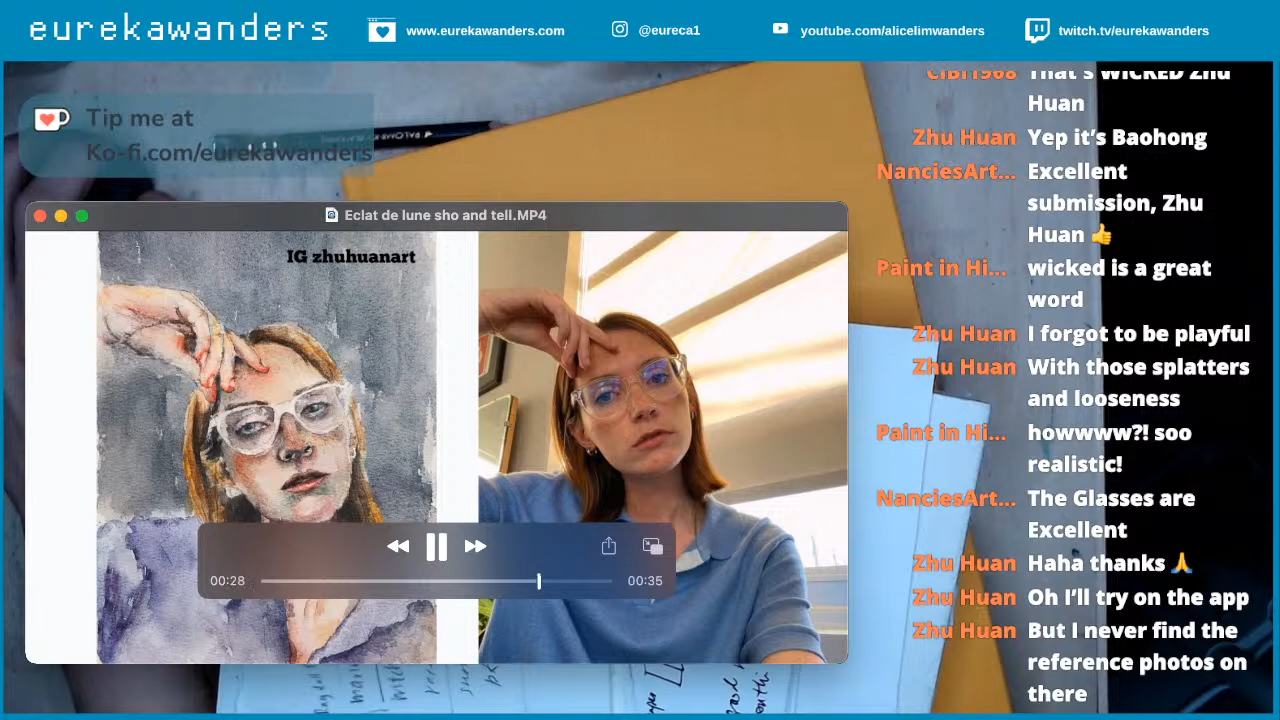 eurekawanders
www.eurekawanders.com
@eureca1
youtube.com/alicelimwanders
twitch.tv/eurekawanders
Tip me at
Ko-fi.com/eurekawanders
Eclat de lune sho and tell.MP4
IG zhuhuanart
00:28
00:35
CiBi1968 That's WICKED Zhu
Huan
Zhu Huan Yep it’s Baohong
NanciesArt... Excellent
submission, Zhu
Huan 👍
Paint in Hi... wicked is a great
word
Zhu Huan I forgot to be playful
Zhu Huan With those splatters
and looseness
Paint in Hi... howwww?! soo
realistic!
NanciesArt... The Glasses are
Excellent
Zhu Huan Haha thanks 🙏
Zhu Huan Oh I’ll try on the app
Zhu Huan But I never find the
reference photos on
there